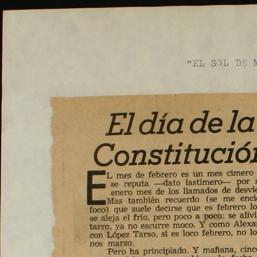 "EL SOL DE M
El día de la
Constitución
EL mes de febrero es un mes cimero
se reputa —dato lastimero— por
enero mes de los llamados de desvie
Mas también recuerdo (se me encie
foco) que suele decirse que es febrero lo
se aleja el frío, pero poco a poco: se alivi
tarro, ya no escurre moco. Y como Alexa
con López Tarso, si es loco febrero, no lo
nos marzo.
Pero ha principiado. Y mañana, cinc